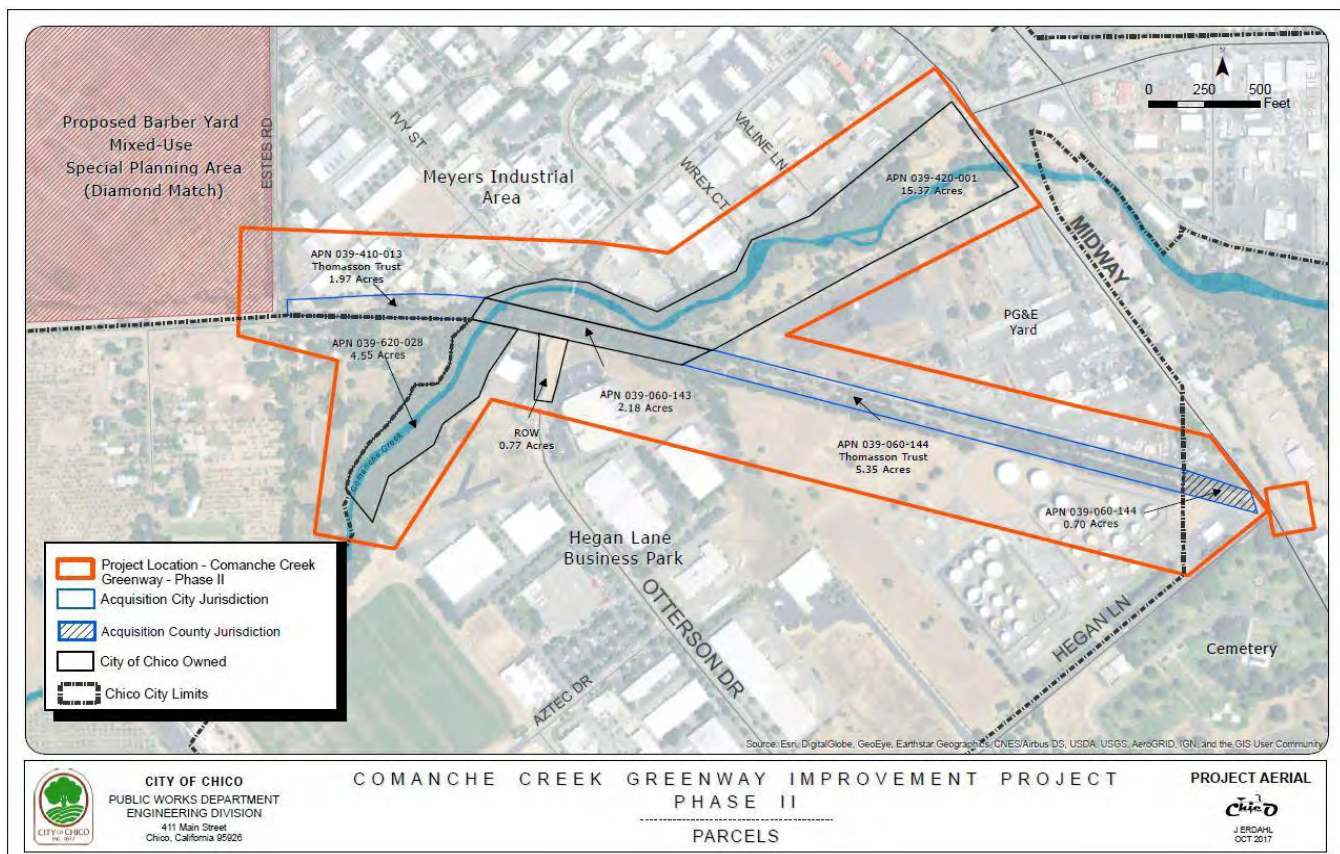 Proposed Barber Yard
Mixed-Use
Special Planning Area
(Diamond Match)
ESTES RD
IVY ST
Meyers Industrial
Area
VALINE LN
WREX CT
N
0 250 500
Feet
APN 039-420-001
15.37 Acres
MIDWAY
APN 039-410-013
Thomasson Trust
1.97 Acres
PG&E
Yard
APN 039-620-028
4.55 Acres
APN 039-060-143
2.18 Acres
ROW
0.77 Acres
Comanche Creek
APN 039-060-144
Thomasson Trust
5.35 Acres
APN 039-060-144
0.70 Acres
Hegan Lane
Business Park
OTTERSON DR
AZTEC DR
HEGAN LN
Cemetery
Project Location - Comanche Creek
Greenway - Phase II
Acquisition City Jurisdiction
Acquisition County Jurisdiction
City of Chico Owned
Chico City Limits
Source: Esri, DigitalGlobe, GeoEye, Earthstar Geographics, CNES/Airbus DS, USDA, USGS, AeroGRID, IGN, and the GIS User Community
CITY OF CHICO
INC. 1872
CITY OF CHICO
PUBLIC WORKS DEPARTMENT
ENGINEERING DIVISION
411 Main Street
Chico, California 95926
COMANCHE CREEK GREENWAY IMPROVEMENT PROJECT
PHASE II
PARCELS
PROJECT AERIAL
ChicO
J ERDAHL
OCT 2017